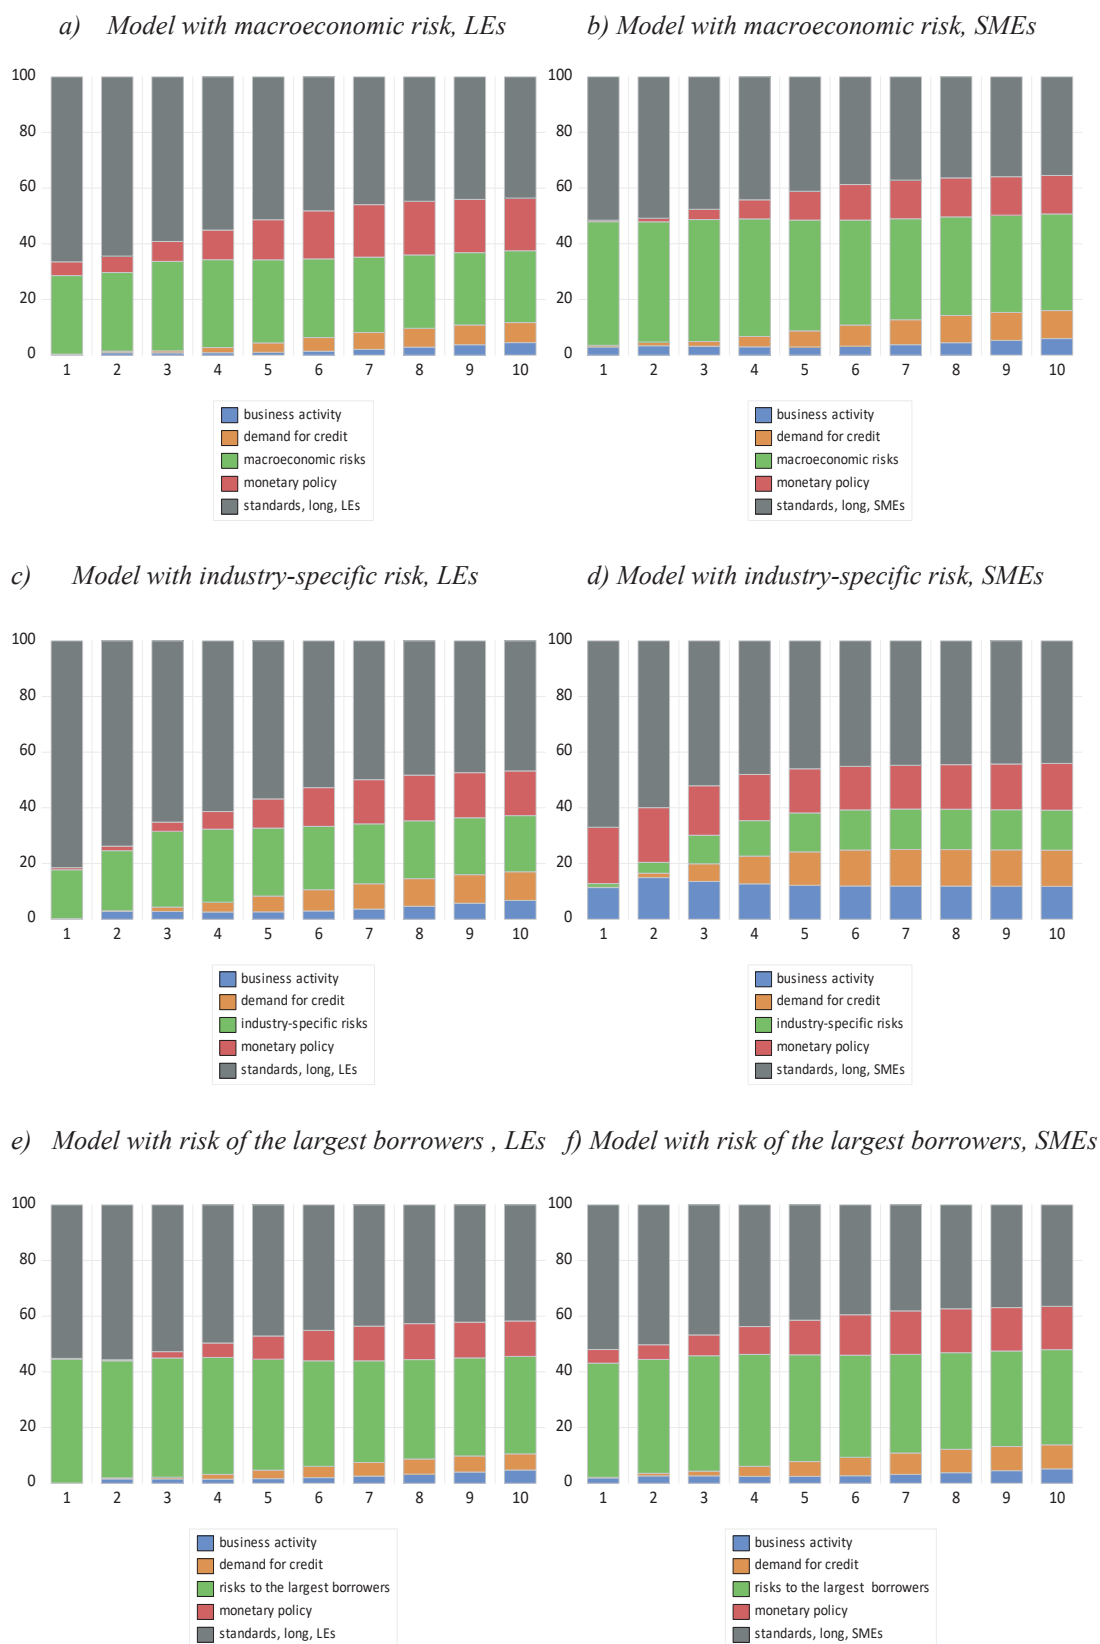 a) Model with macroeconomic risk, LEs
b) Model with macroeconomic risk, SMEs
100
80
60
40
20
0
1 2 3 4 5 6 7 8 9 10
business activity
demand for credit
macroeconomic risks
monetary policy
standards, long, LEs
100
80
60
40
20
0
1 2 3 4 5 6 7 8 9 10
business activity
demand for credit
macroeconomic risks
monetary policy
standards, long, SMEs
c) Model with industry-specific risk, LEs
d) Model with industry-specific risk, SMEs
100
80
60
40
20
0
1 2 3 4 5 6 7 8 9 10
business activity
demand for credit
industry-specific risks
monetary policy
standards, long, LEs
100
80
60
40
20
0
1 2 3 4 5 6 7 8 9 10
business activity
demand for credit
industry-specific risks
monetary policy
standards, long, SMEs
e) Model with risk of the largest borrowers , LEs
f) Model with risk of the largest borrowers, SMEs
100
80
60
40
20
0
1 2 3 4 5 6 7 8 9 10
business activity
demand for credit
risks to the largest borrowers
monetary policy
standards, long, LEs
100
80
60
40
20
0
1 2 3 4 5 6 7 8 9 10
business activity
demand for credit
risks to the largest borrowers
monetary policy
standards, long, SMEs